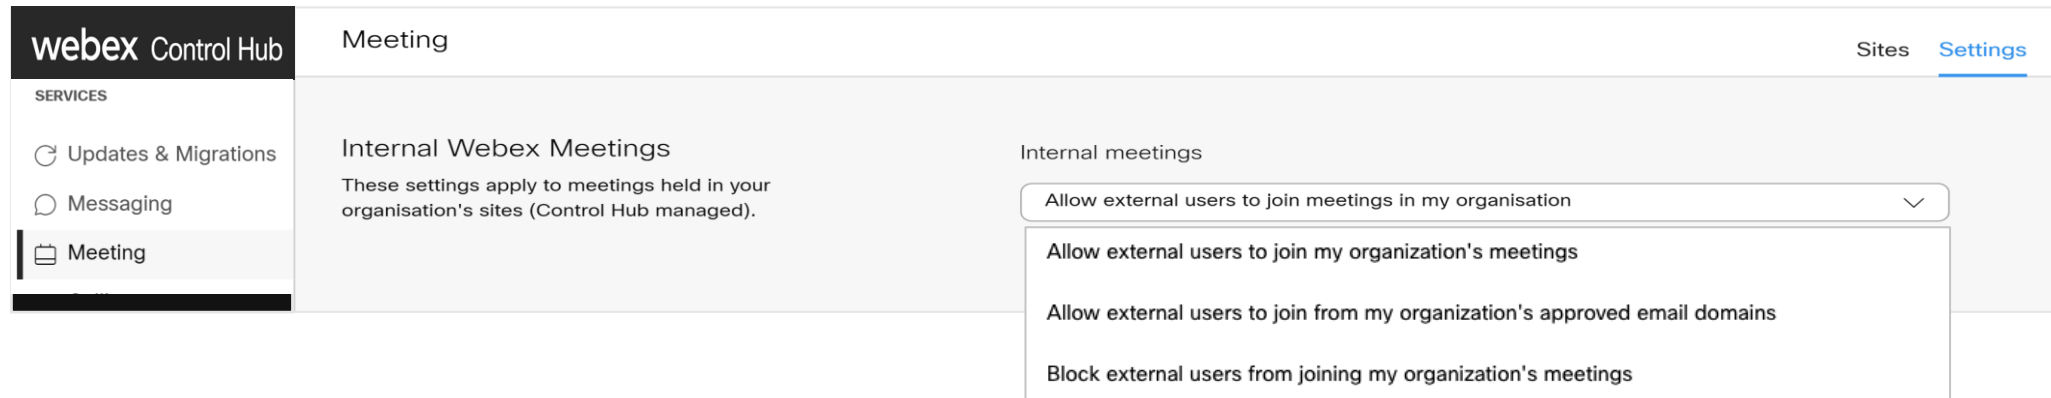 webex Control Hub
Meeting
Sites
Settings
SERVICES
Updates & Migrations
Messaging
Meeting
Internal Webex Meetings
These settings apply to meetings held in your
organisation's sites (Control Hub managed).
Internal meetings
Allow external users to join meetings in my organisation
Allow external users to join my organization's meetings
Allow external users to join from my organization's approved email domains
Block external users from joining my organization's meetings